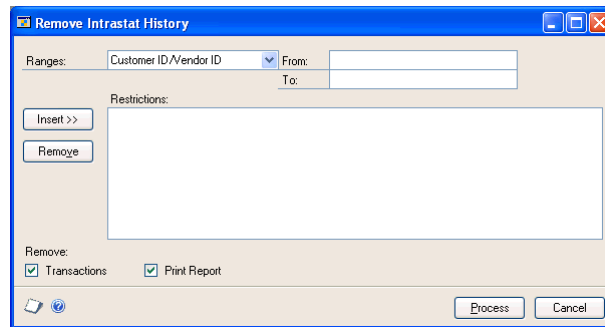 Remove Intrastat History
Ranges: Customer ID/Vendor ID From:
To:
Restrictions:
Insert >>
Remove
Remove:
Transactions Print Report
Process Cancel